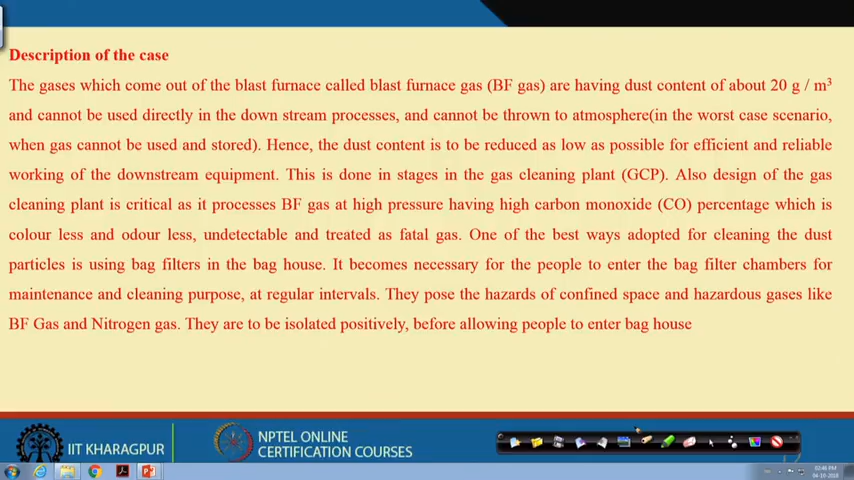 Description of the case
The gases which come out of the blast furnace called blast furnace gas (BF gas) are having dust content of about 20 g / m³
and cannot be used directly in the down stream processes, and cannot be thrown to atmosphere(in the worst case scenario,
when gas cannot be used and stored). Hence, the dust content is to be reduced as low as possible for efficient and reliable
working of the downstream equipment. This is done in stages in the gas cleaning plant (GCP). Also design of the gas
cleaning plant is critical as it processes BF gas at high pressure having high carbon monoxide (CO) percentage which is
colour less and odour less, undetectable and treated as fatal gas. One of the best ways adopted for cleaning the dust
particles is using bag filters in the bag house. It becomes necessary for the people to enter the bag filter chambers for
maintenance and cleaning purpose, at regular intervals. They pose the hazards of confined space and hazardous gases like
BF Gas and Nitrogen gas. They are to be isolated positively, before allowing people to enter bag house
IIT KHARAGPUR
NPTEL ONLINE
CERTIFICATION COURSES